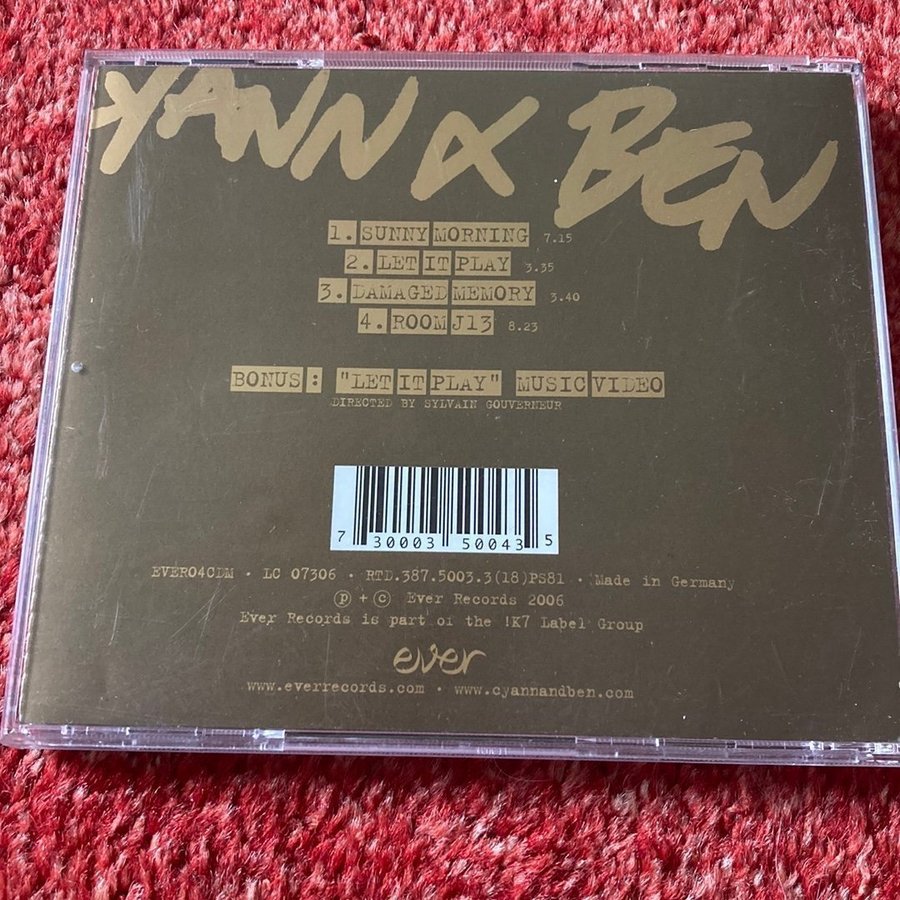 YANN & BEN
1. SUNNY MORNING 7.15
2. LET IT PLAY 3.35
3. DAMAGED MEMORY 3.40
4. ROOM J13 8.23
BONUS: "LET IT PLAY" MUSIC VIDEO
DIRECTED BY SYLVAIN GOUVERNEUR
7 30003 50043 5
EVER04CDM · LC 07306 · RTD.387.5003.3(18)PS81 · Made in Germany
℗ + © Ever Records 2006
Ever Records is part of the !K7 Label Group
ever
www.everrecords.com · www.cyannandben.com